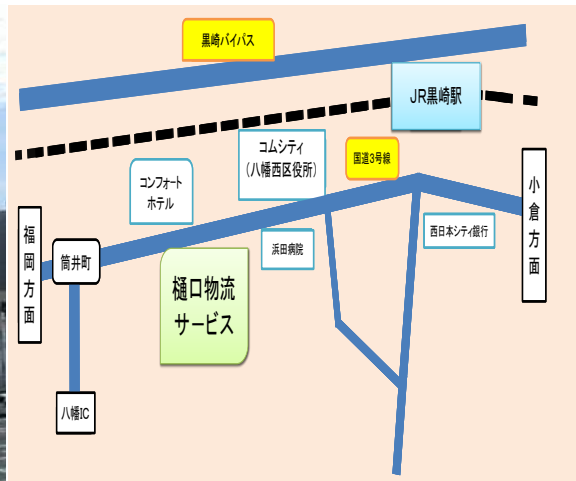 黒崎バイパス
JR黒崎駅
コムシティ
(八幡西区役所)
国道3号線
コンフォート
ホテル
小倉方面
福岡方面
筒井町
浜田病院
西日本シティ銀行
樋口物流
サービス
八幡IC